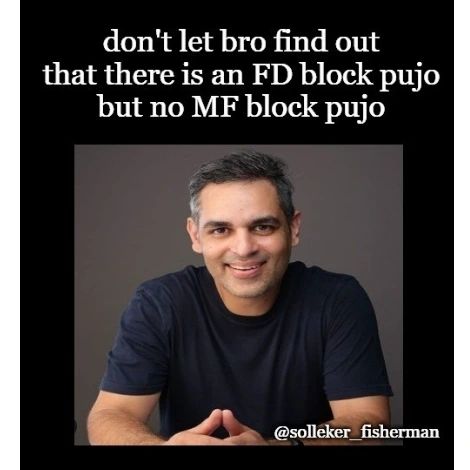 don't let bro find out
that there is an FD block pujo
but no MF block pujo
@solleker_fisherman